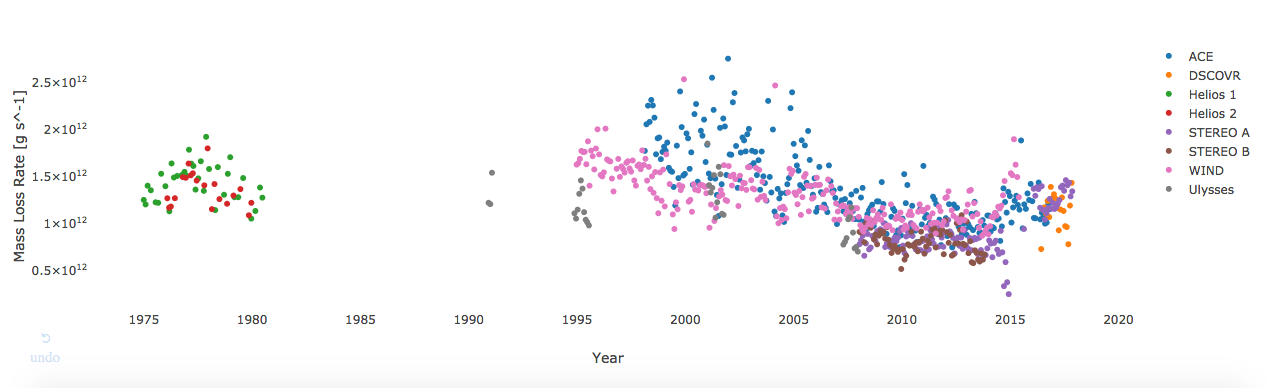 Mass Loss Rate [g s^-1]
2.5×10¹²
2×10¹²
1.5×10¹²
1×10¹²
0.5×10¹²
1975 1980 1985 1990 1995 2000 2005 2010 2015 2020
Year
ACE
DSCOVR
Helios 1
Helios 2
STEREO A
STEREO B
WIND
Ulysses
undo